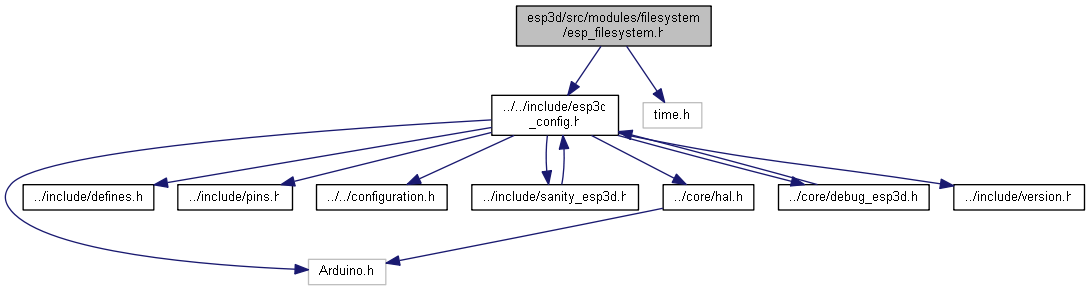 esp3d/src/modules/filesystem
/esp_filesystem.h
../../include/esp3d
_config.h
time.h
../include/defines.h
../include/pins.h
../../configuration.h
../include/sanity_esp3d.h
../core/hal.h
../core/debug_esp3d.h
../include/version.h
Arduino.h